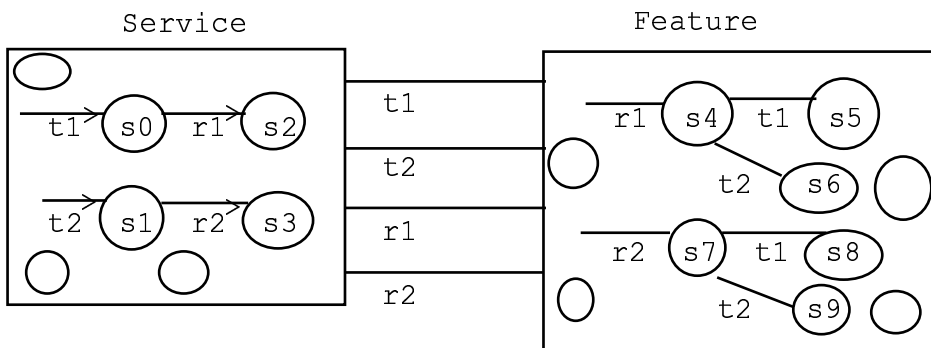 Service
Feature
t1 s0 r1 s2
t2 s1 r2 s3
t1
t2
r1
r2
r1 s4 t1 s5
t2 s6
r2 s7 t1 s8
t2 s9